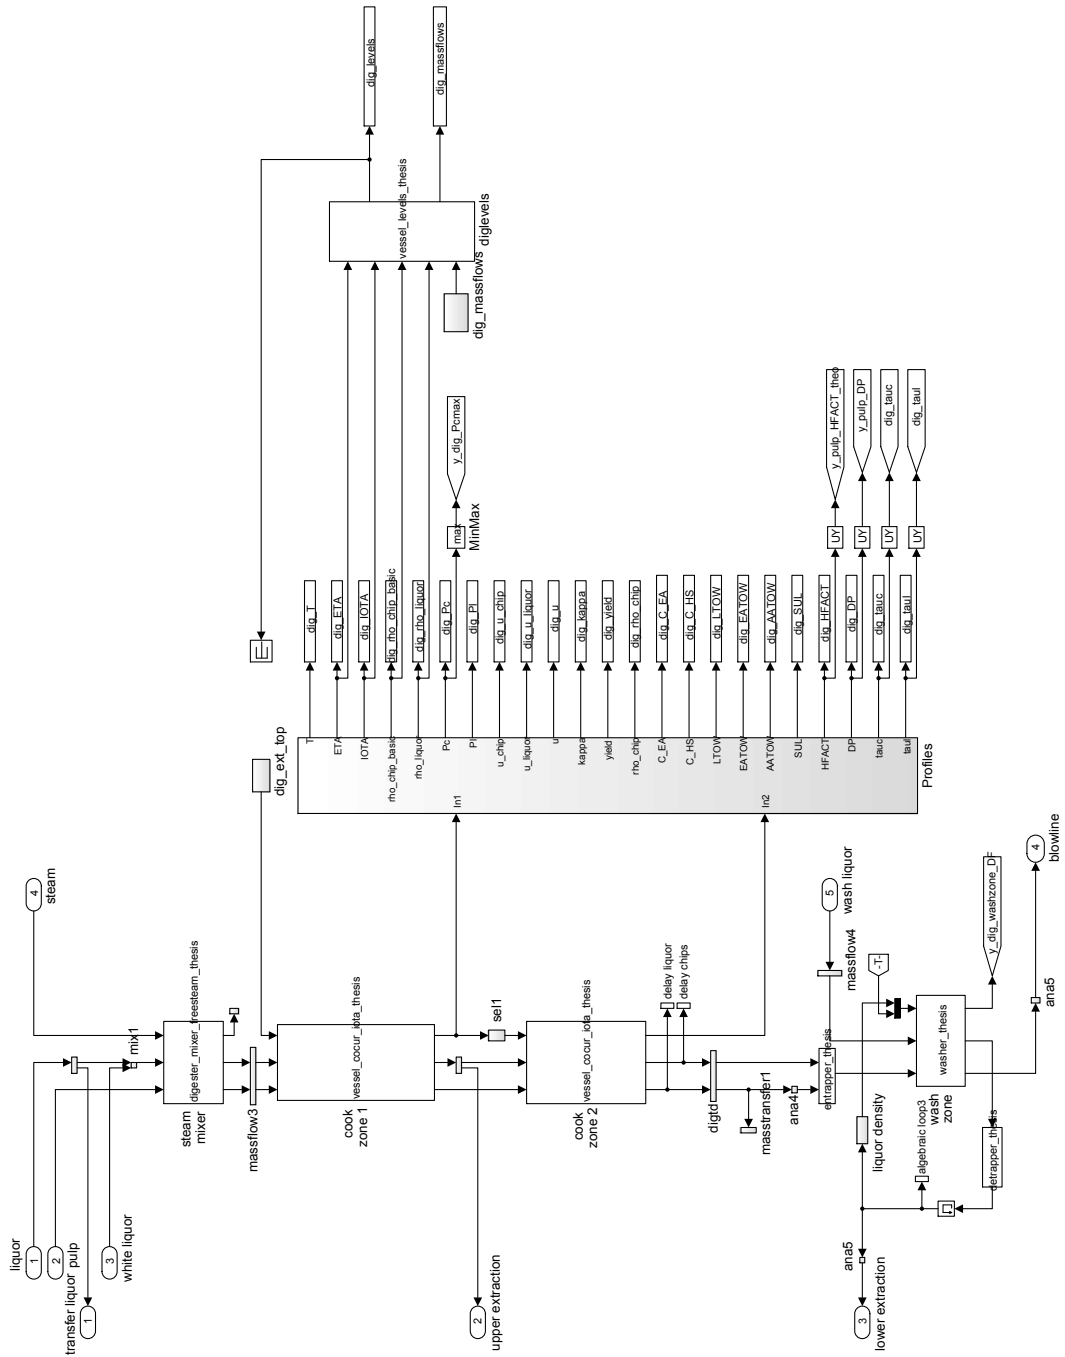 dig_levels
dig_massflows
vessel_levels_thesis
diglevels
dig_massflows
y_pulp_HFACT_theo
y_pulp_DP
dig_tauc
dig_taul
y_dig_Pcmax
max
MinMax
UY
UY
UY
UY
dig_T
dig_ETA
dig_IOTA
dig_rho_chip_basic
dig_rho_liquor
dig_Pc
dig_Pl
dig_u_chip
dig_u_liquor
dig_u
dig_kappa
dig_yield
dig_rho_chip
dig_C_EA
dig_C_HS
dig_LTOW
dig_EATOW
dig_AATOW
dig_SUL
dig_HFACT
dig_DP
dig_tauc
dig_taul
dig_ext_top
T
ETA
IOTA
rho_chip_basic
rho_liquor
Pc
Pl
u_chip
u_liquor
u
kappa
yield
rho_chip
C_EA
C_HS
LTOW
EATOW
AATOW
SUL
HFACT
DP
tauc
taul
In1
In2
Profiles
4
steam
5
wash liquor
massflow4
-T-
y_dig_washzone_DF
4
blowline
ana5
mix1
digester_mixer_freesteam_thesis
steam
mixer
massflow3
vessel_cocur_iota_thesis
cook
zone 1
sel1
vessel_cocur_iota_thesis
cook
zone 2
delay liquor
delay chips
digtd
masstransfer1
ana4
entrapper_thesis
washer_thesis
wash
zone
liquor density
algebraic loop3
detrapper_thesis
liquor
1
2
pulp
3
white liquor
transfer liquor
1
2
upper extraction
ana5
3
lower extraction